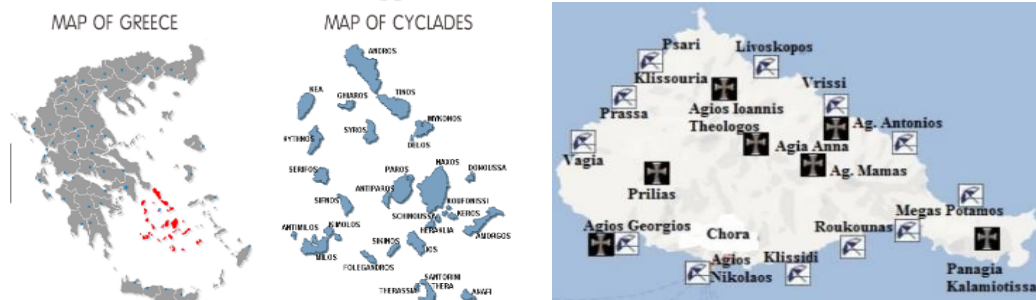 MAP OF GREECE
MAP OF CYCLADES
ANDROS
KEA
GHIAROS
TINOS
KYTHNOS
SYROS
MYKONOS
DELOS
SERIFOS
PAROS
NAXOS
DONOUSSA
ANTIPAROS
SIFNOS
KOUFONISSI
SCHINOUSSA
KEROS
HERAKLIA
ANTIMILOS
KIMOLOS
AMORGOS
SIKINOS
IOS
MILOS
FOLEGANDROS
SANTORINI
THERA
THERASSIA
ANAFI
Psari
Livoskopos
Klissouria
Vrissi
Prassa
Agios Ioannis
Theologos
Ag. Antonios
Vagia
Agia Anna
Ag. Mamas
Prilias
Megas Potamos
Agios Georgios
Chora
Roukounas
Agios
Nikolaos
Klissidi
Panagia
Kalamiotissa